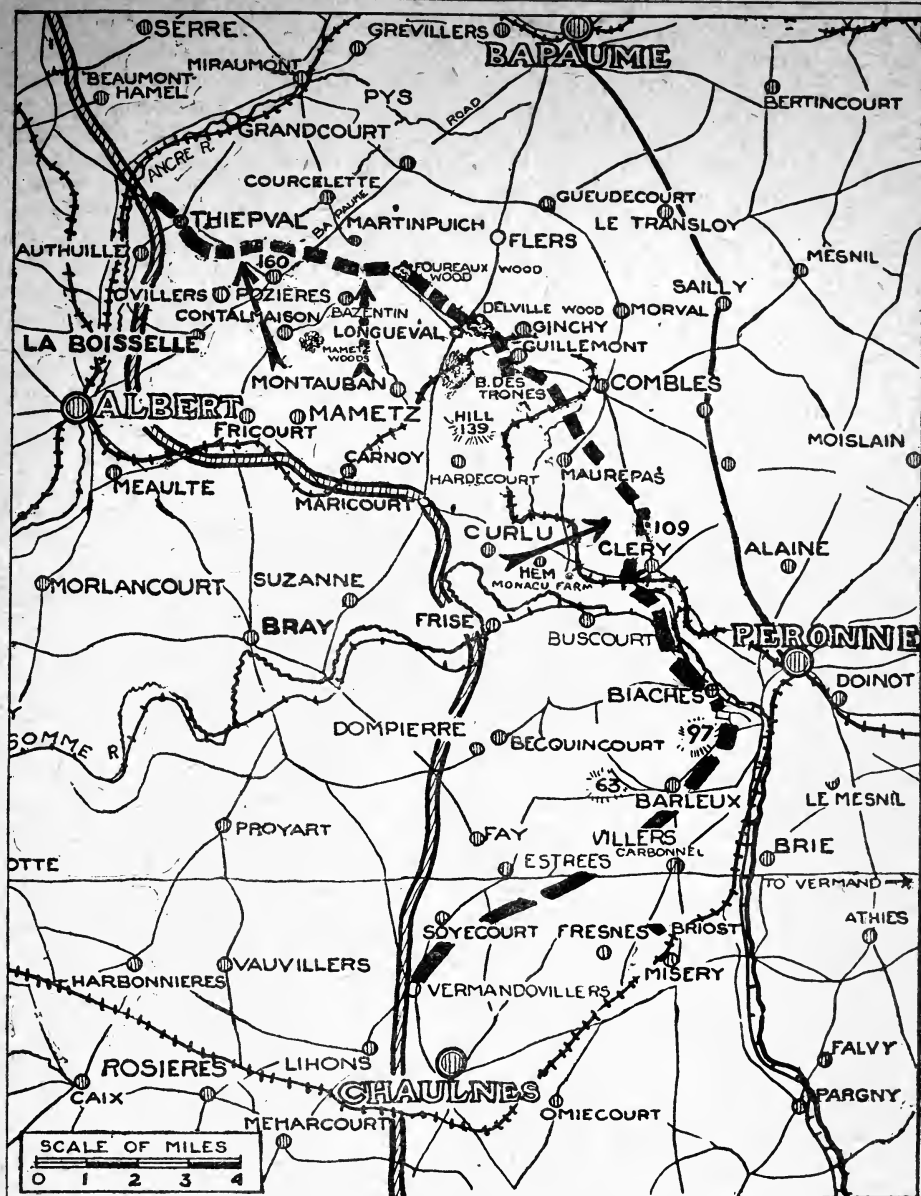 SÉRRE.
GREVILLERS
BAPAUME
MIRAUMONT
BEAUMONT-
HAMEL
PYS
BERTINCOURT
ROAD
GRANDCOURT
ANCRE R.
COURCELETTE
GUEUDECOURT
LE TRANSLOY
THIEPVAL
BAPAUME
MARTINPUICH
FLERS
AUTHUILLE
160
FOUREAUX WOOD
WOOD
MESNIL
SAILLY
OVILLERS
POZIÈRES
BAZENTIN
DELVILLE WOOD
MORVAL
CONTALMAISON
LONGUEVAL
GINCHY
LA BOISSELLE
MAMETZ
WOODS
GUILLEMONT
MONTAUBAN
B. DES
TRONES
COMBLES
ALBERT
MAMETZ
HILL
139
FRICOURT
MOISLAIN
CARNOY
HARDECOURT
MAUREPAS
MEAULTE
MARICOURT
CURLU
109
CLERY
ALAINE
HEM
MONACU FARM
MORLANCOURT
SUZANNE
BRAY
FRISE
BUSCOURT
PERONNE
BIACHES
DOINOT
DOMPIERRE
SOMME R.
BECQUINCOURT
97
63
BARLEUX
LE MESNIL
PROYART
FAY
VILLERS
CARBONNEL
BRIE
OTTE
ESTREES
TO VERMAND
ATHIES
SOYECOURT
FRESNES
BRIOST
HARBONNIERES
VAUVILLERS
MISERY
VERMANDOVILLERS
FALVY
ROSIERES
LIHONS
CHAULNES
CAIX
OMIECOURT
PARGNY
MEHARCOURT
SCALE OF MILES
0 1 2 3 4